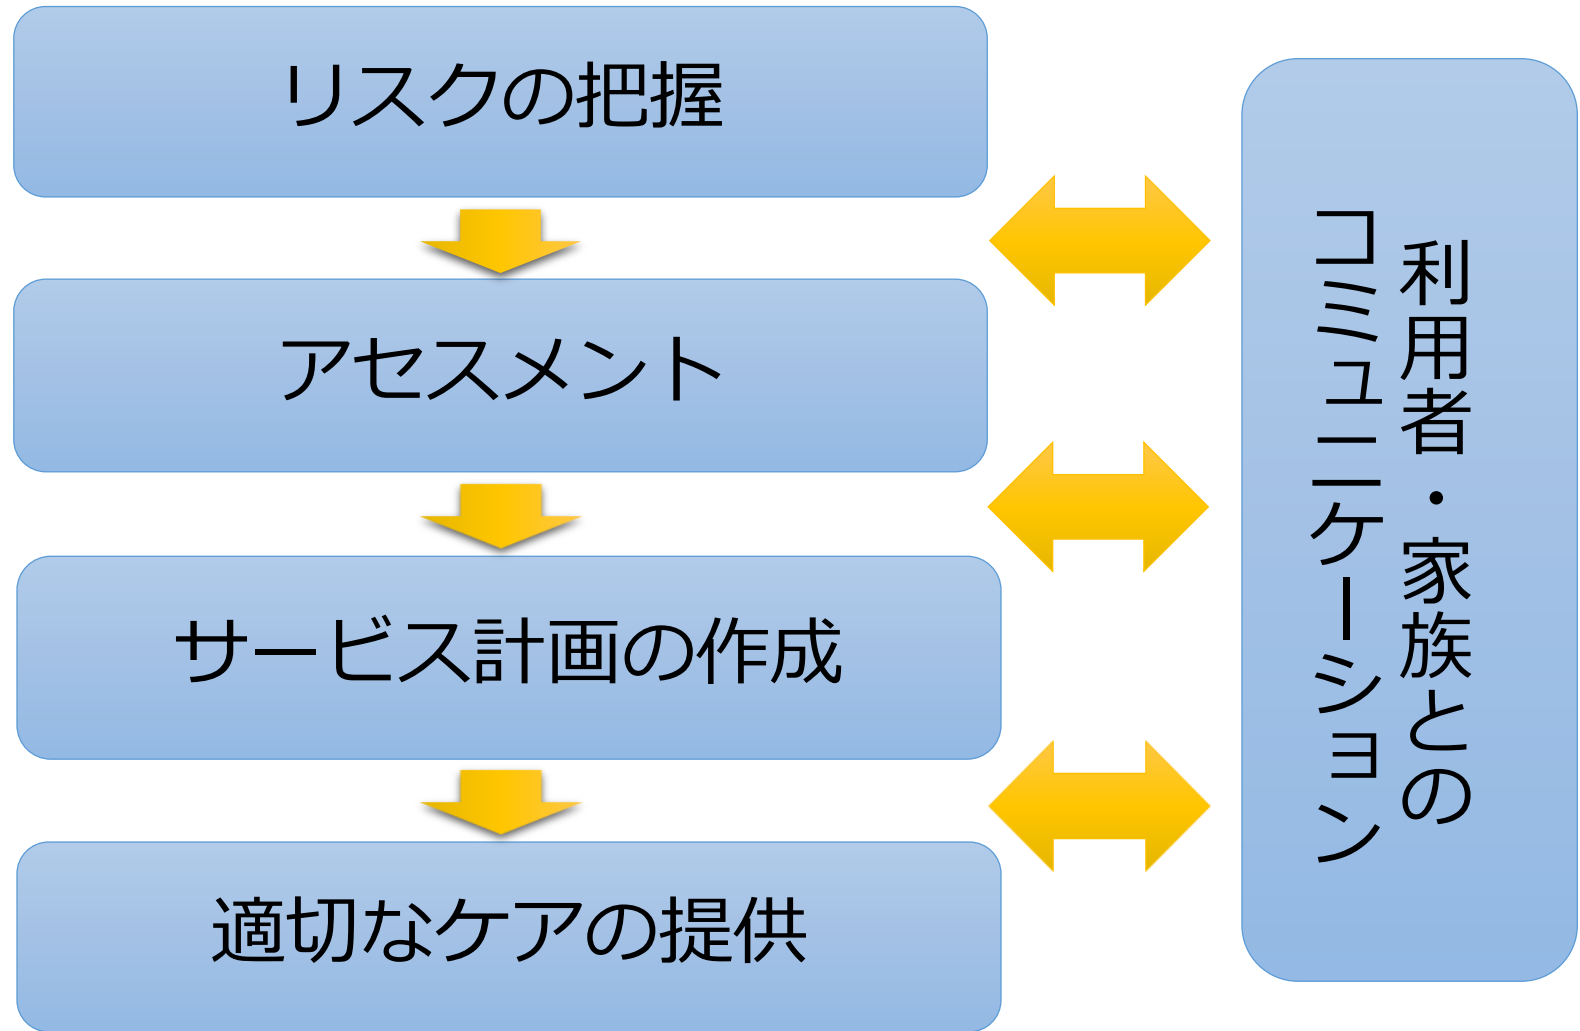 リスクの把握
アセスメント
サービス計画の作成
適切なケアの提供
利用者・家族との
コミュニケーション